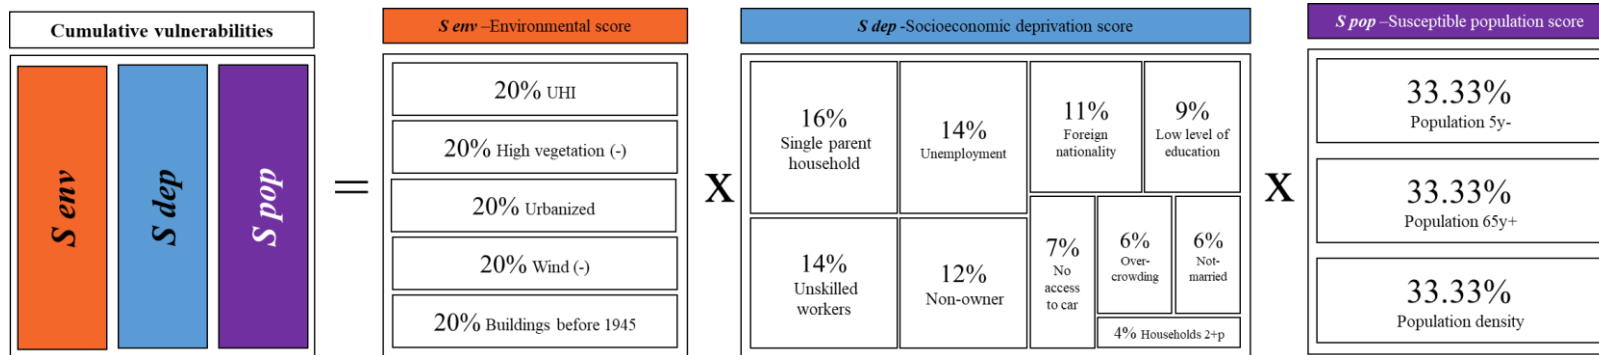 Cumulative vulnerabilities
S env
S dep
S pop
=
S env –Environmental score
20% UHI
20% High vegetation (-)
20% Urbanized
20% Wind (-)
20% Buildings before 1945
X
S dep -Socioeconomic deprivation score
16%
Single parent
household
14%
Unemployment
11%
Foreign
nationality
9%
Low level of
education
14%
Unskilled
workers
12%
Non-owner
7%
No
access
to car
6%
Over-
crowding
6%
Not-
married
4% Households 2+p
X
S pop –Susceptible population score
33.33%
Population 5y-
33.33%
Population 65y+
33.33%
Population density